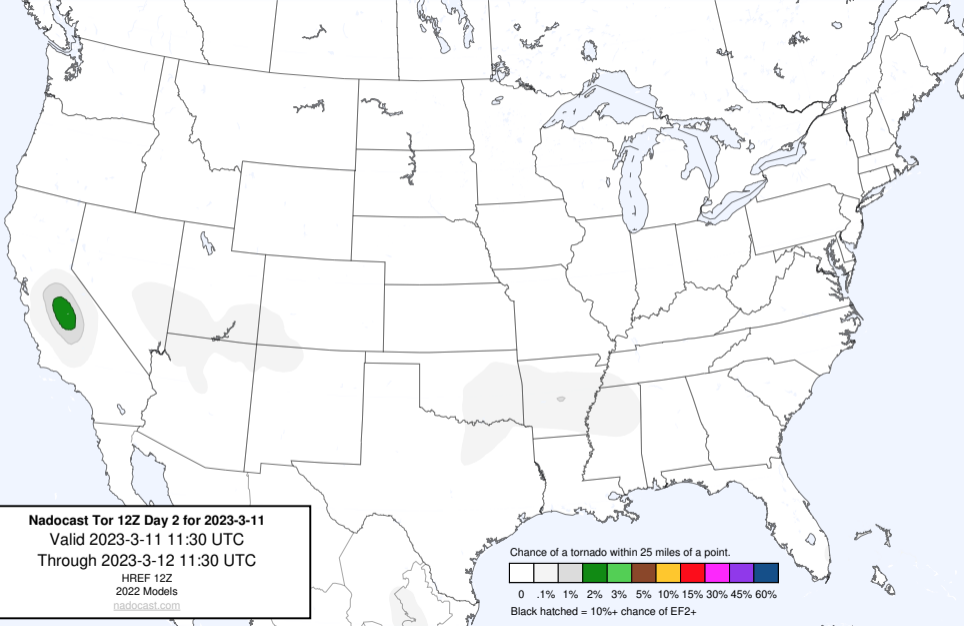 Nadocast Tor 12Z Day 2 for 2023-3-11
Valid 2023-3-11 11:30 UTC
Through 2023-3-12 11:30 UTC
HREF 12Z
2022 Models
nadocast.com
Chance of a tornado within 25 miles of a point.
0 .1% 1% 2% 3% 5% 10% 15% 30% 45% 60%
Black hatched = 10%+ chance of EF2+